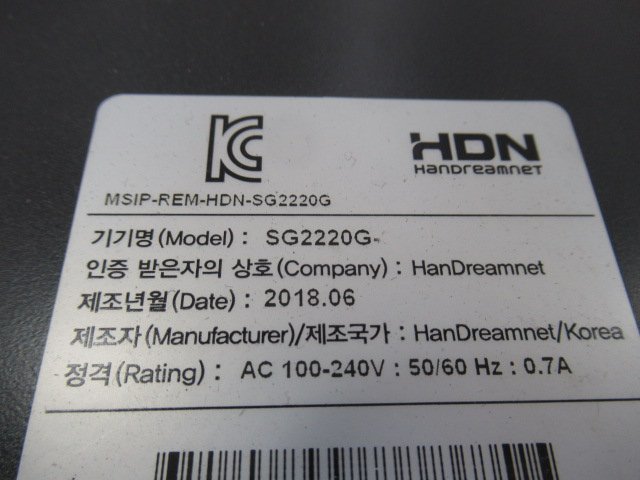 KC
HDN
HanDreamnet
MSIP-REM-HDN-SG2220G
기기명(Model) : SG2220G-
인증 받은자의 상호(Company) : HanDreamnet
제조년월(Date) : 2018.06
제조자(Manufacturer)/제조국가 : HanDreamnet/Korea
정격(Rating) : AC 100-240V : 50/60 Hz : 0.7A